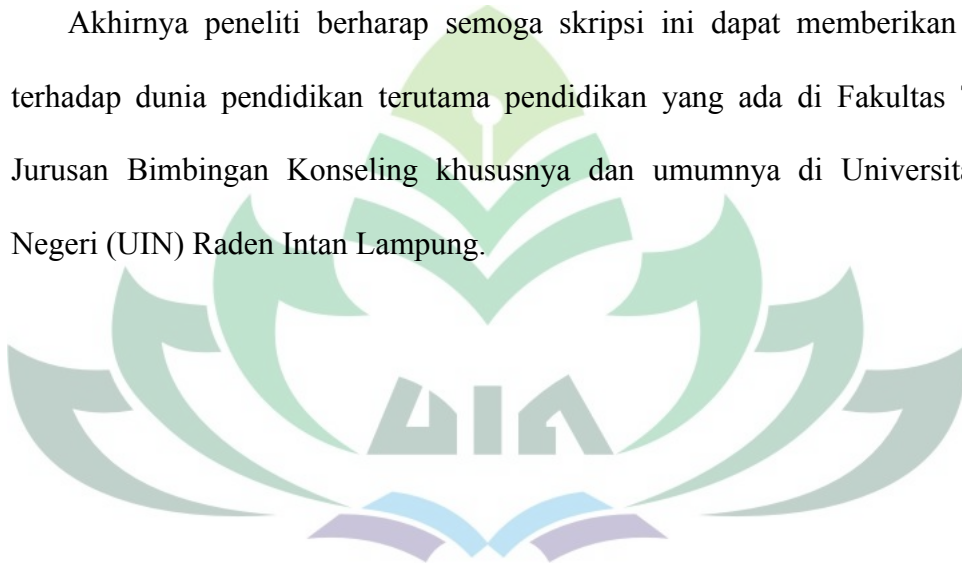 Akhirnya peneliti berharap semoga skripsi ini dapat memberikan
terhadap dunia pendidikan terutama pendidikan yang ada di Fakultas
Jurusan Bimbingan Konseling khususnya dan umumnya di
Negeri (UIN) Raden Intan Lampung.
UIN